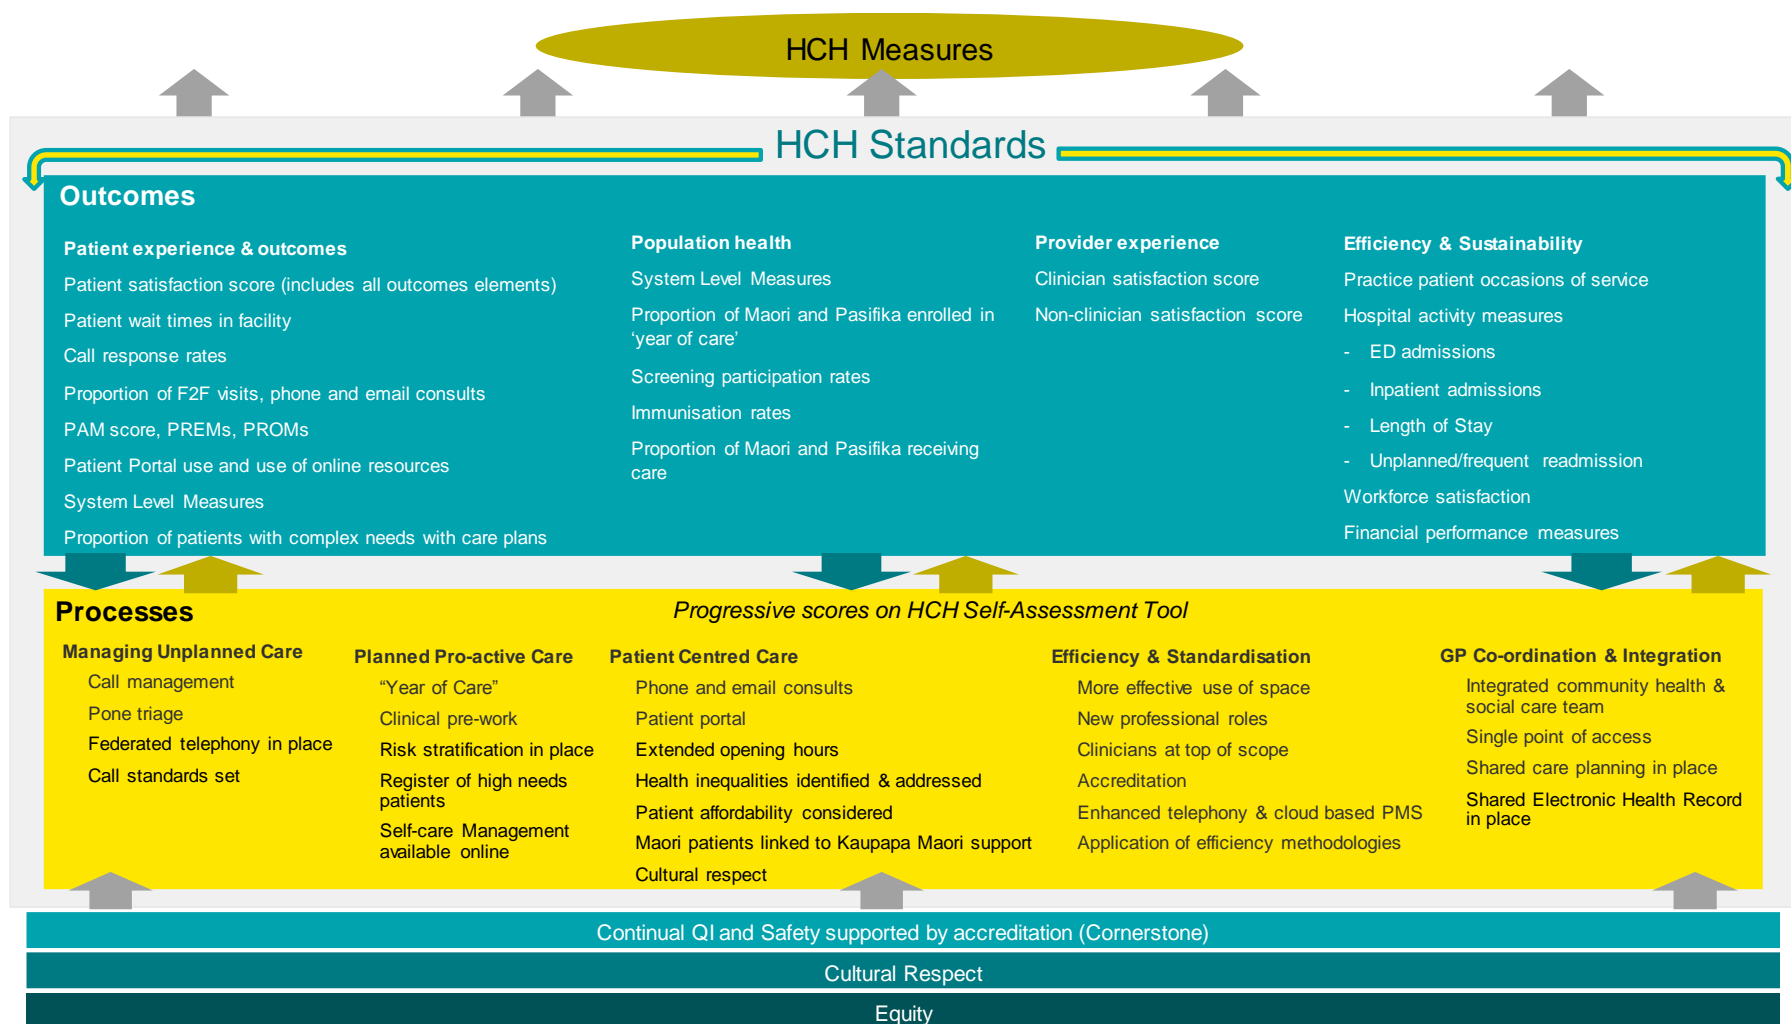 HCH Measures
HCH Standards
Outcomes
Patient experience & outcomes
Patient satisfaction score (includes all outcomes elements)
Patient wait times in facility
Call response rates
Proportion of F2F visits, phone and email consults
PAM score, PREMs, PROMs
Patient Portal use and use of online resources
System Level Measures
Proportion of patients with complex needs with care plans
Population health
System Level Measures
Proportion of Maori and Pasifika enrolled in
‘year of care’
Screening participation rates
Immunisation rates
Proportion of Maori and Pasifika receiving
care
Provider experience
Clinician satisfaction score
Non-clinician satisfaction score
Efficiency & Sustainability
Practice patient occasions of service
Hospital activity measures
- ED admissions
- Inpatient admissions
- Length of Stay
- Unplanned/frequent readmission
Workforce satisfaction
Financial performance measures
Processes
Progressive scores on HCH Self-Assessment Tool
Managing Unplanned Care
Call management
Pone triage
Federated telephony in place
Call standards set
Planned Pro-active Care
“Year of Care”
Clinical pre-work
Risk stratification in place
Register of high needs
patients
Self-care Management
available online
Patient Centred Care
Phone and email consults
Patient portal
Extended opening hours
Health inequalities identified & addressed
Patient affordability considered
Maori patients linked to Kaupapa Maori support
Cultural respect
Efficiency & Standardisation
More effective use of space
New professional roles
Clinicians at top of scope
Accreditation
Enhanced telephony & cloud based PMS
Application of efficiency methodologies
GP Co-ordination & Integration
Integrated community health &
social care team
Single point of access
Shared care planning in place
Shared Electronic Health Record
in place
Continual QI and Safety supported by accreditation (Cornerstone)
Cultural Respect
Equity